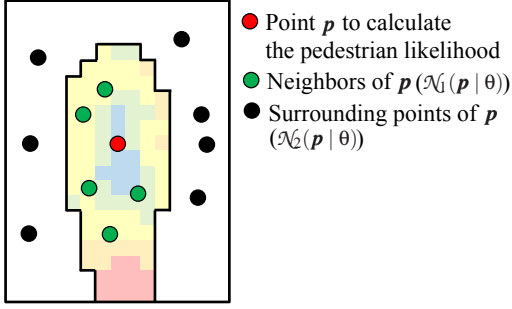 Point p to calculate
the pedestrian likelihood
Neighbors of p (𝒩₁(p | θ))
Surrounding points of p
(𝒩₂(p | θ))